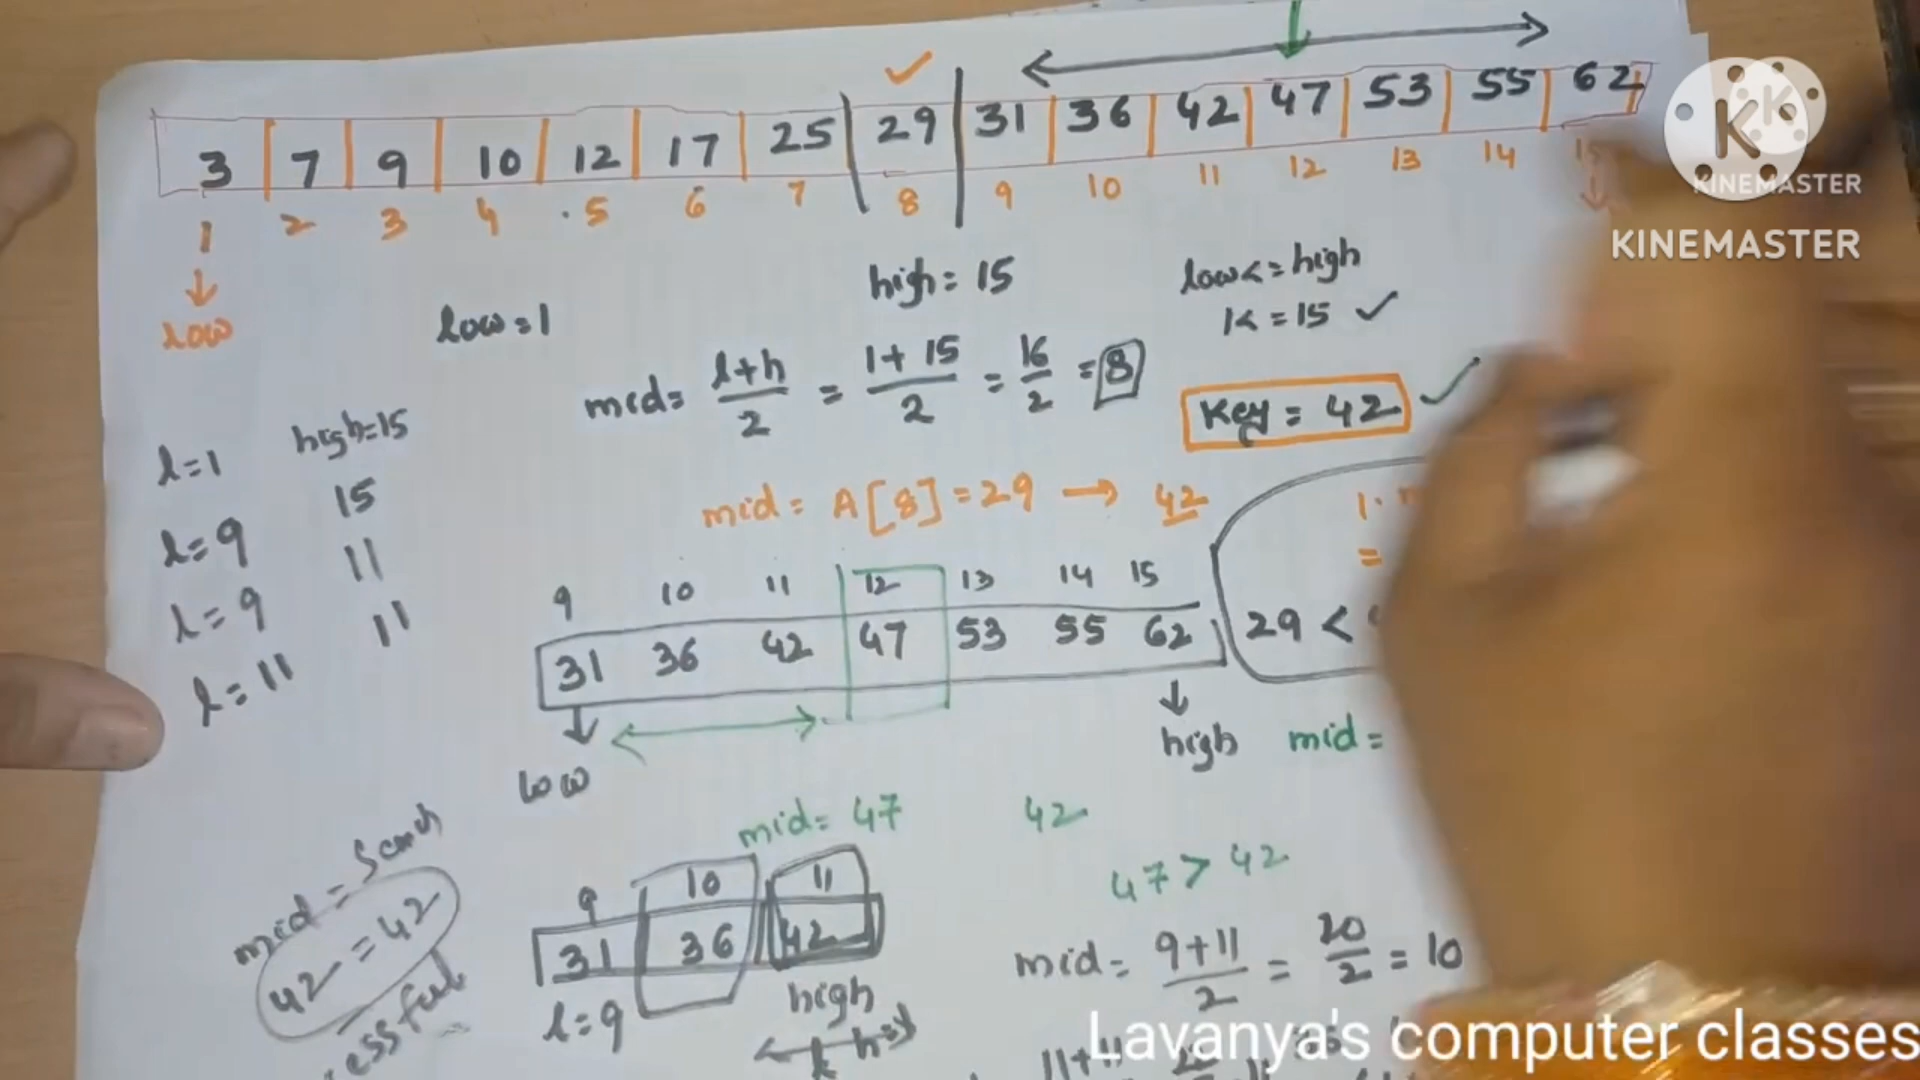 3 7 9 10 12 17 25 29 31 36 42 47 53 55 62
1 2 3 4 5 6 7 8 9 10 11 12 13 14 15
KINEMASTER
KINEMASTER
low
low=1
high=15
low<=high
1<=15 ✓
mid= l+h/2 = 1+15/2 = 16/2 = 8
Key = 42 ✓
l=1 high=15
l=9 15
l=9 11
l=11 11
mid= A[8]=29 → 42
9 10 11 12 13 14 15
31 36 42 47 53 55 62
29 <
low
high
mid=
mid=47 42
47 > 42
9 10 11
31 36 42
l=9 high
mid=
42=42
mid= 9+11/2 = 20/2 = 10
11+11
Lavanya's computer classes